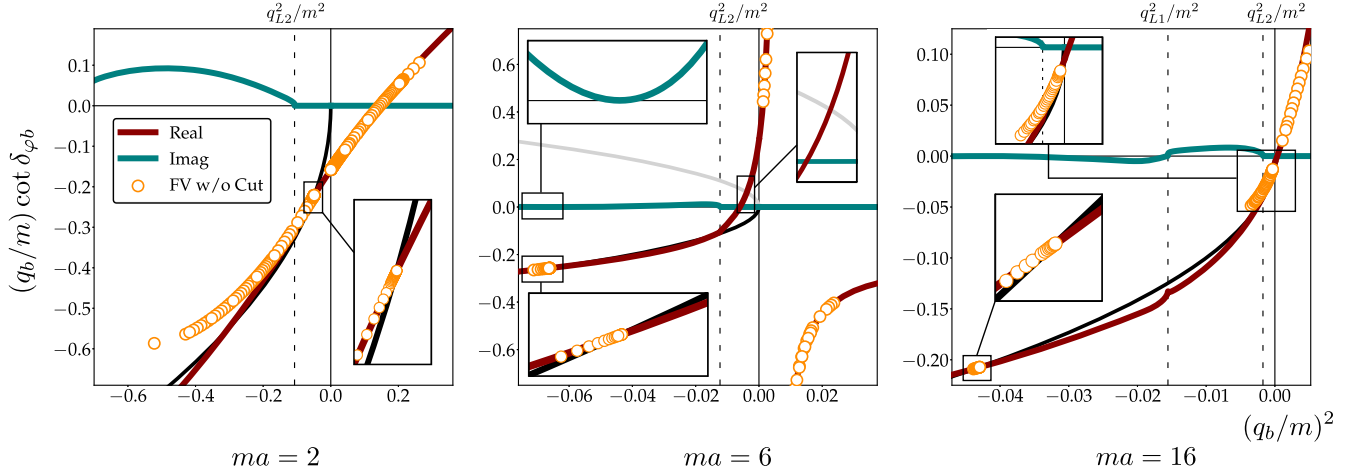 q²_{L2}/m²
q²_{L2}/m²
q²_{L1}/m² q²_{L2}/m²
(q_b/m) cot δ_{φb}
0.1
0.0
−0.1
−0.2
−0.3
−0.4
−0.5
−0.6
Real
Imag
FV w/o Cut
−0.6 −0.4 −0.2 0.0 0.2
ma = 2
0.6
0.4
0.2
0.0
−0.2
−0.4
−0.6
−0.06 −0.04 −0.02 0.00 0.02
ma = 6
0.10
0.05
0.00
−0.05
−0.10
−0.15
−0.20
−0.04 −0.03 −0.02 −0.01 0.00
(q_b/m)²
ma = 16